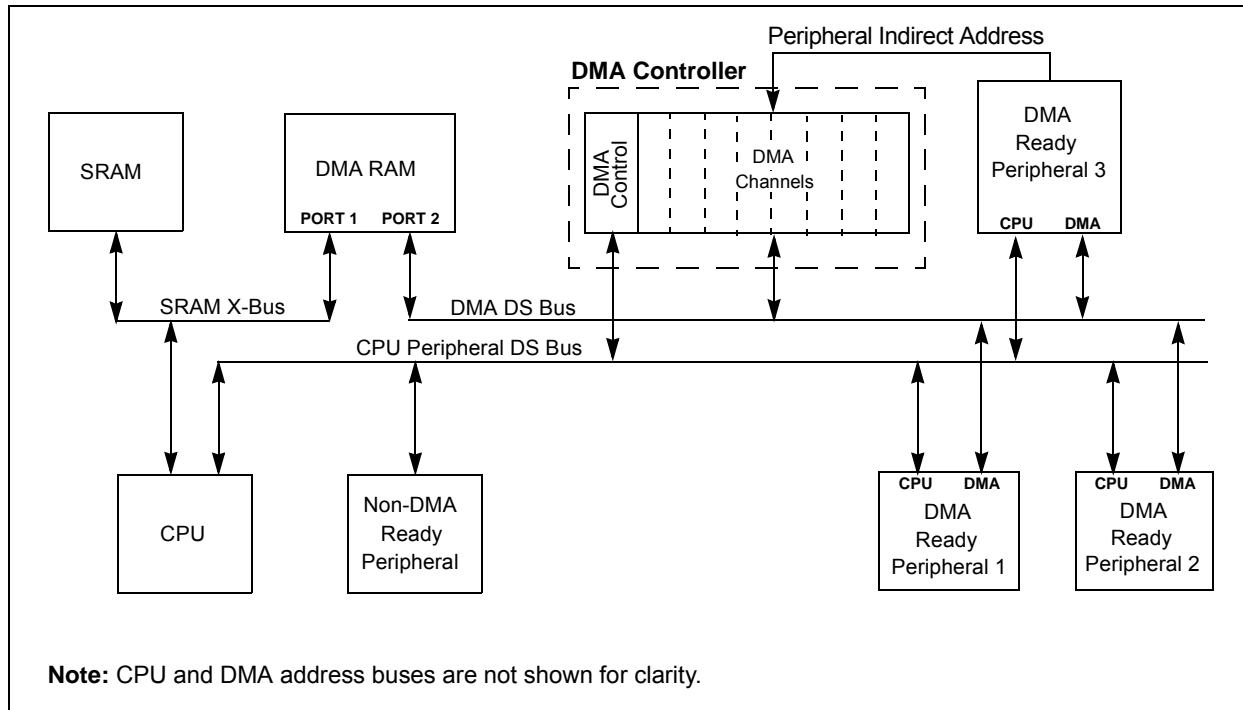 Peripheral Indirect Address
DMA Controller
SRAM
DMA RAM
PORT 1 PORT 2
DMA
Control
DMA
Channels
DMA
Ready
Peripheral 3
CPU DMA
SRAM X-Bus
DMA DS Bus
CPU Peripheral DS Bus
CPU
Non-DMA
Ready
Peripheral
CPU DMA
DMA
Ready
Peripheral 1
CPU DMA
DMA
Ready
Peripheral 2
Note: CPU and DMA address buses are not shown for clarity.